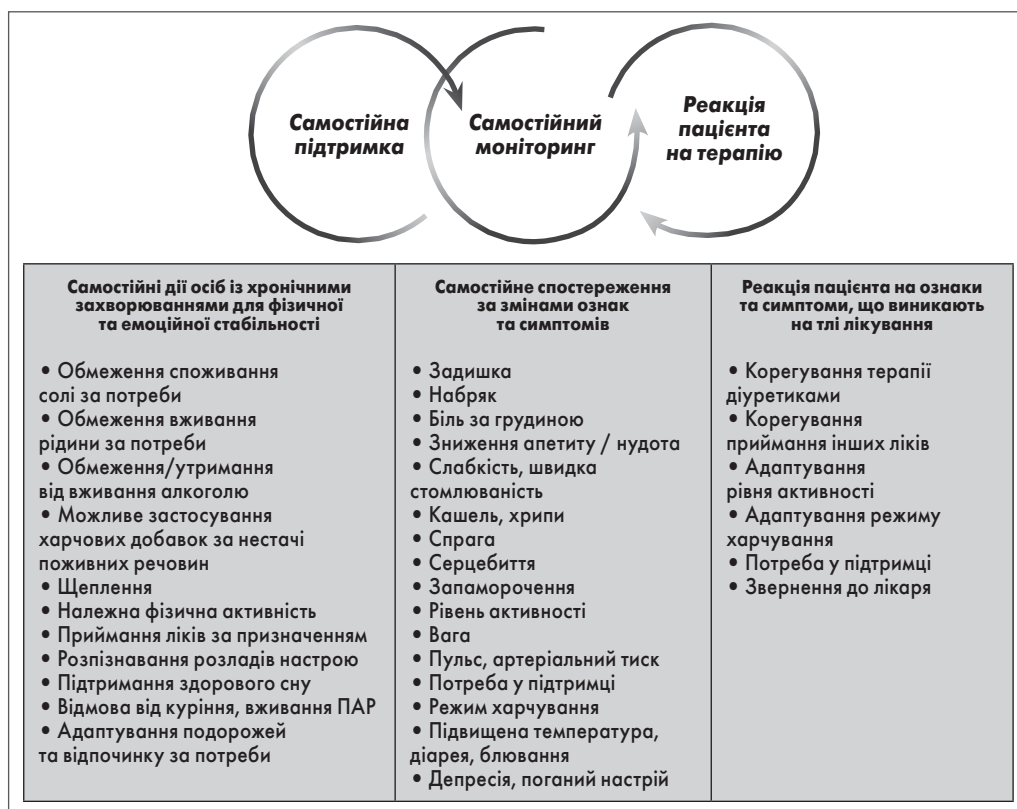 Самостійна
підтримка
Самостійний
моніторинг
Реакція
пацієнта
на терапію
Самостійні дії осіб із хронічними
захворюваннями для фізичної
та емоційної стабільності
• Обмеження споживання
солі за потреби
• Обмеження вживання
рідини за потреби
• Обмеження/утримання
від вживання алкоголю
• Можливе застосування
харчових добавок за нестачі
поживних речовин
• Щеплення
• Належна фізична активність
• Приймання ліків за призначенням
• Розпізнавання розладів настрою
• Підтримання здорового сну
• Відмова від куріння, вживання ПАР
• Адаптування подорожей
та відпочинку за потреби
Самостійне спостереження
за змінами ознак
та симптомів
• Задишка
• Набряк
• Біль за грудиною
• Зниження апетиту / нудота
• Слабкість, швидка
стомлюваність
• Кашель, хрипи
• Спрага
• Серцебиття
• Запаморочення
• Рівень активності
• Вага
• Пульс, артеріальний тиск
• Потреба у підтримці
• Режим харчування
• Підвищена температура,
діарея, блювання
• Депресія, поганий настрій
Реакція пацієнта на ознаки
та симптоми, що виникають
на тлі лікування
• Корегування терапії
діуретиками
• Корегування
приймання інших ліків
• Адаптування
рівня активності
• Адаптування режиму
харчування
• Потреба у підтримці
• Звернення до лікаря